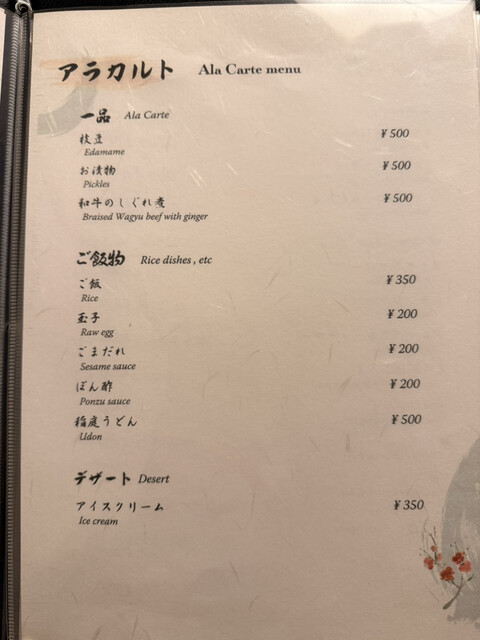 アラカルト Ala Carte menu
一品 Ala Carte
枝豆 ¥500
Edamame
お漬物 ¥500
Pickles
和牛のしぐれ煮 ¥500
Braised Wagyu beef with ginger
ご飯物 Rice dishes , etc
ご飯 ¥350
Rice
玉子 ¥200
Raw egg
ごまだれ ¥200
Sesame sauce
ぽん酢 ¥200
Ponzu sauce
稲庭うどん ¥500
Udon
デザート Desert
アイスクリーム ¥350
Ice cream